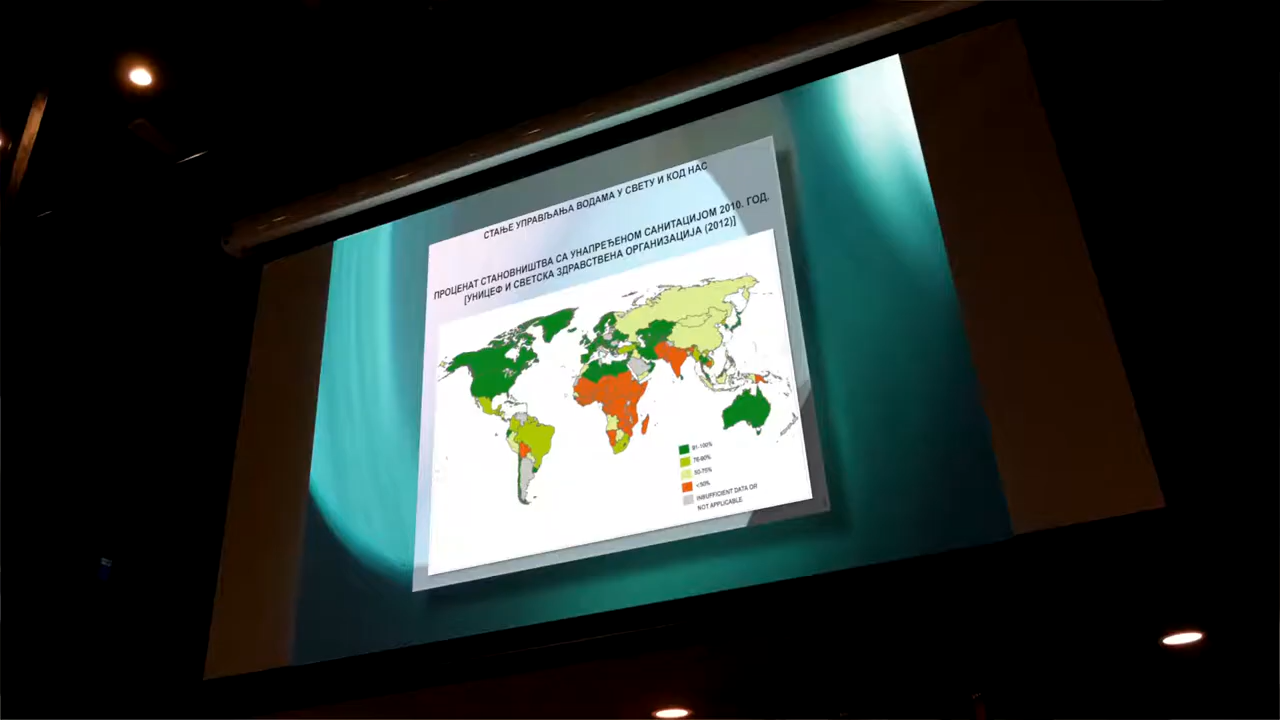 СТАЊЕ УПРАВЉАЊА ВОДАМА У СВЕТУ И КОД НАС
ПРОЦЕНАТ СТАНОВНИШТВА СА УНАПРЕЂЕНОМ САНИТАЦИЈОМ 2010. ГОД.
[УНИЦЕФ И СВЕТСКА ЗДРАВСТВЕНА ОРГАНИЗАЦИЈА (2012)]
91-100%
76-90%
50-75%
<50%
INSUFFICIENT DATA OR
NOT APPLICABLE